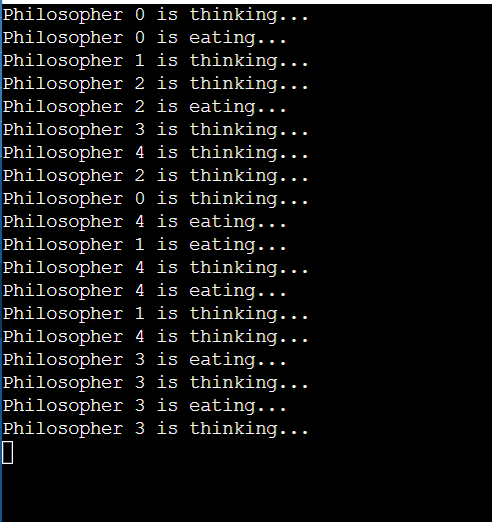 Philosopher 0 is thinking...
Philosopher 0 is eating...
Philosopher 1 is thinking...
Philosopher 2 is thinking...
Philosopher 2 is eating...
Philosopher 3 is thinking...
Philosopher 4 is thinking...
Philosopher 2 is thinking...
Philosopher 0 is thinking...
Philosopher 4 is eating...
Philosopher 1 is eating...
Philosopher 4 is thinking...
Philosopher 4 is eating...
Philosopher 1 is thinking...
Philosopher 4 is thinking...
Philosopher 3 is eating...
Philosopher 3 is thinking...
Philosopher 3 is eating...
Philosopher 3 is thinking...